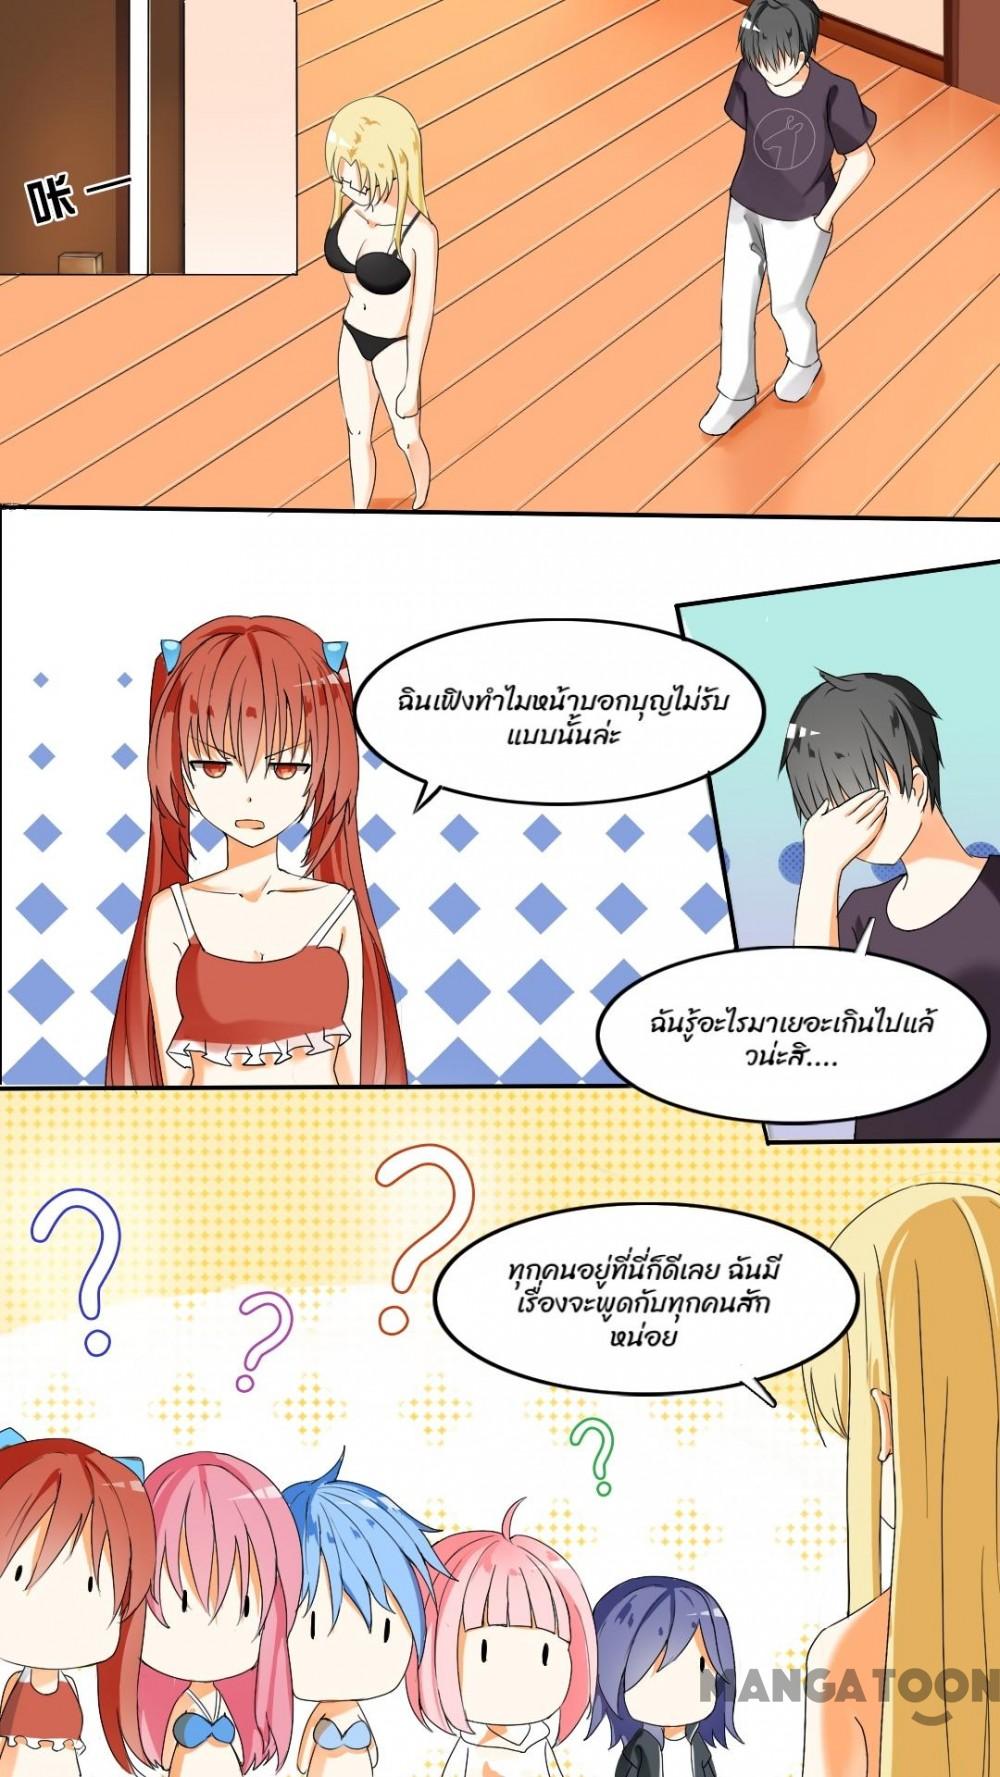 咔一
ฉินเฟิงทำไมหน้าบอกบุญไม่รับ
แบบนั้นล่ะ
ฉันรู้อะไรมาเยอะเกินไปแล้
วน่ะสิ....
ทุกคนอยู่ที่นี่ก็ดีเลย ฉันมี
เรื่องจะพูดกับทุกคนสัก
หน่อย
MANGATOON